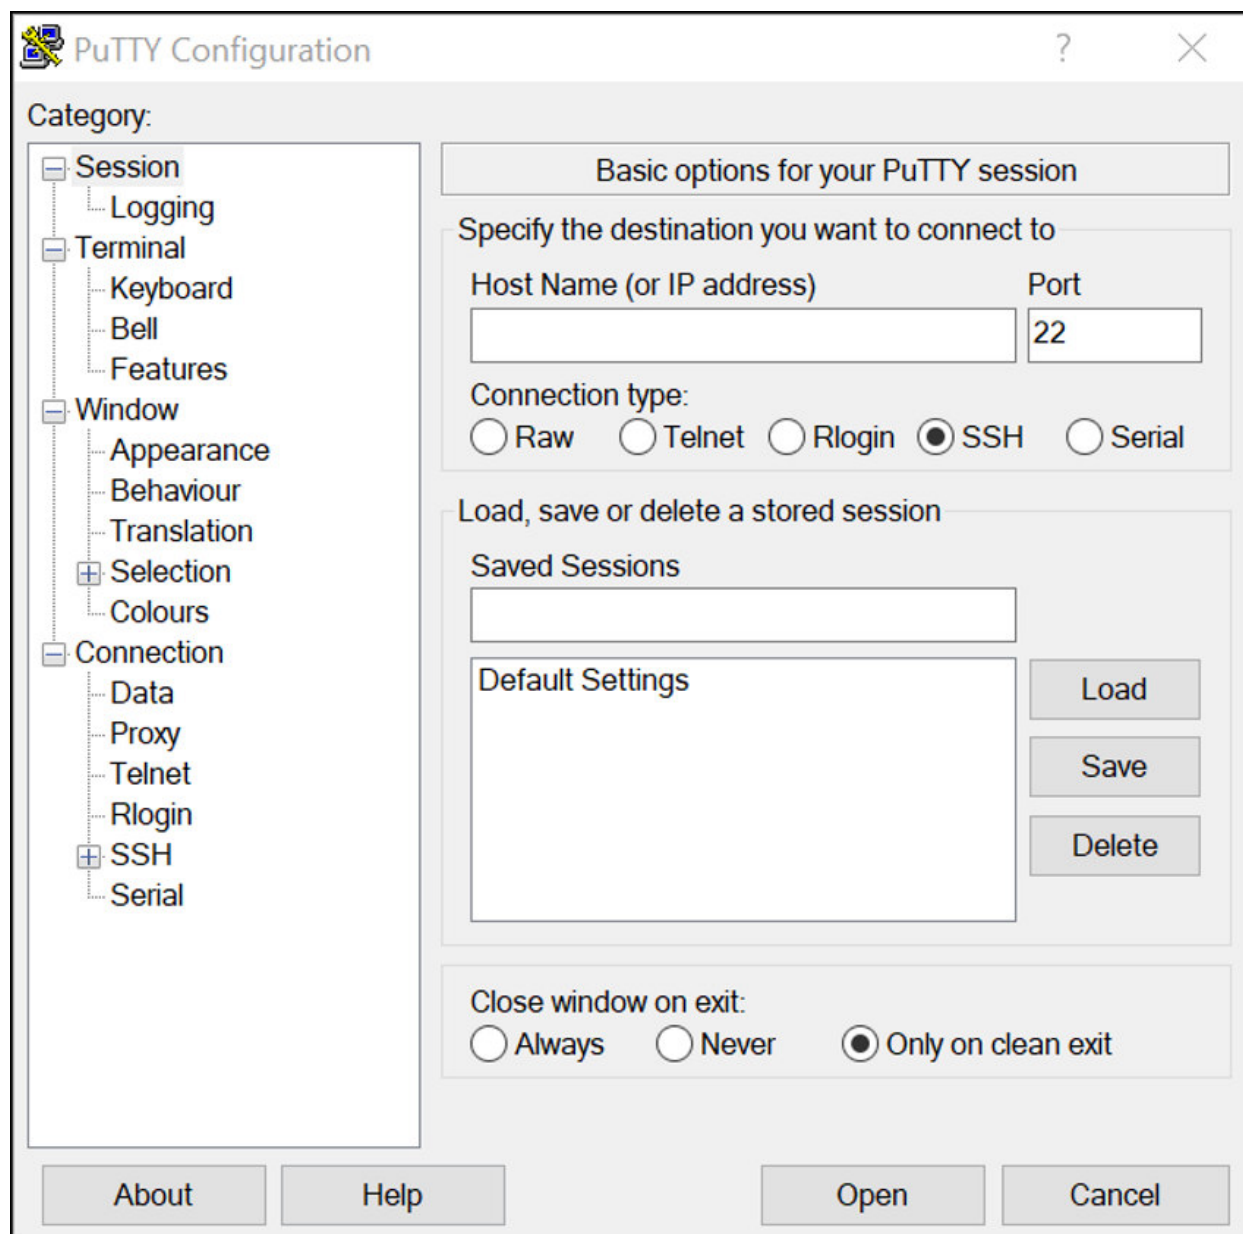 PuTTY Configuration
?
Category:
Session
Logging
Terminal
Keyboard
Bell
Features
Window
Appearance
Behaviour
Translation
Selection
Colours
Connection
Data
Proxy
Telnet
Rlogin
SSH
Serial
Basic options for your PuTTY session
Specify the destination you want to connect to
Host Name (or IP address) Port
22
Connection type:
Raw Telnet Rlogin SSH Serial
Load, save or delete a stored session
Saved Sessions
Default Settings
Load
Save
Delete
Close window on exit:
Always Never Only on clean exit
About Help Open Cancel